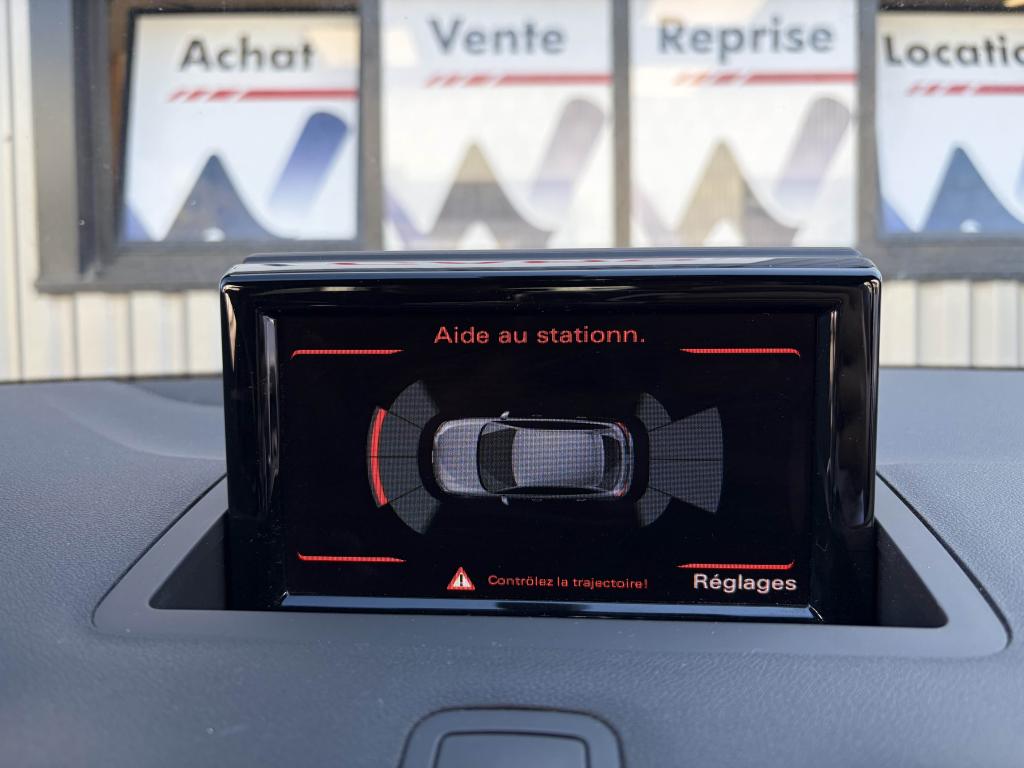 Achat
Vente
Reprise
Locatio
Aide au stationn.
Contrôlez la trajectoire!
Réglages